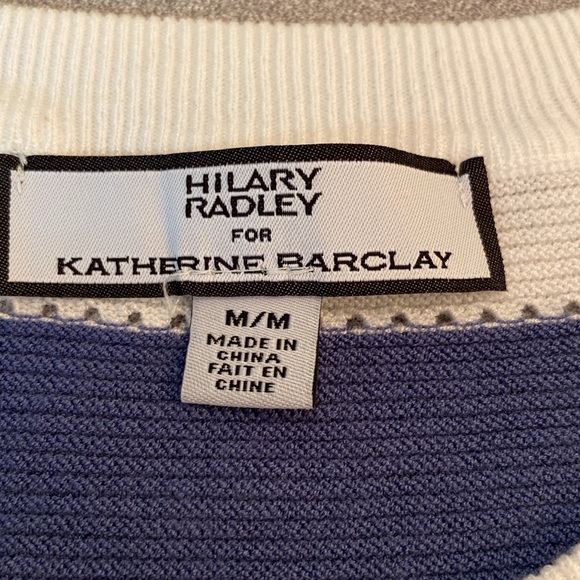 HILARY
RADLEY
FOR
KATHERINE BARCLAY
M/M
MADE IN
CHINA
FAIT EN
CHINE